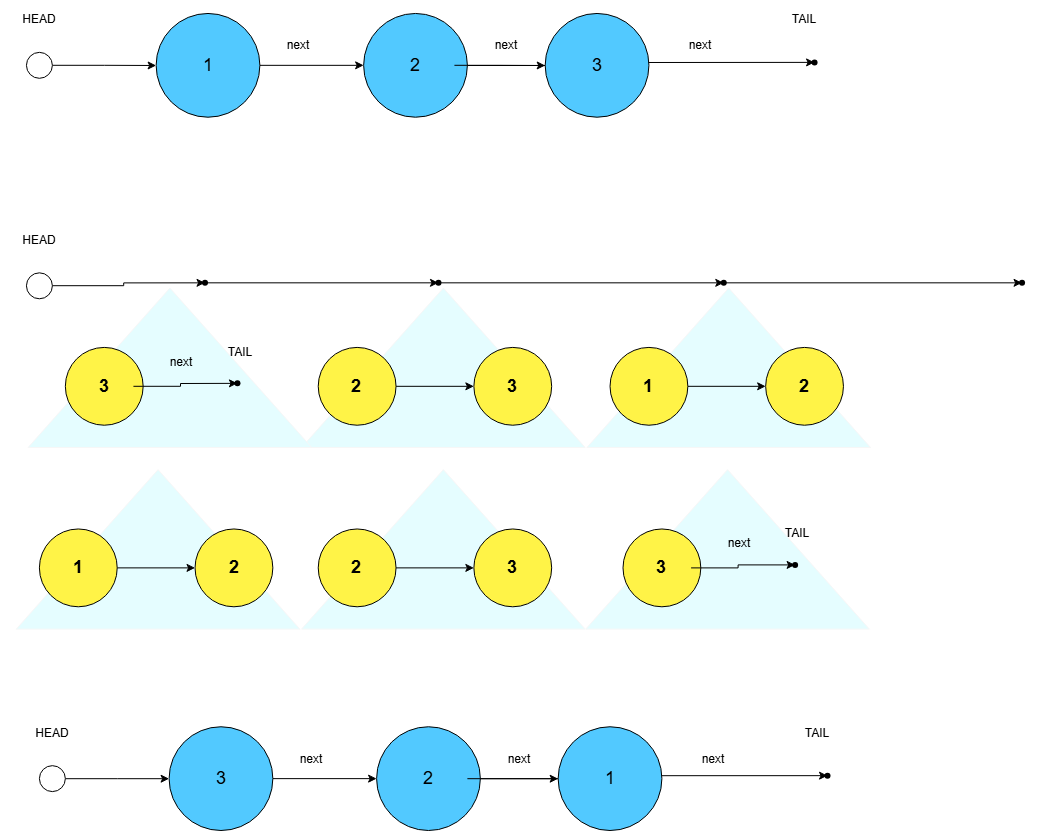 HEAD TAIL
next next next
1 2 3
HEAD
TAIL
next
3 2 3 1 2
TAIL
next
1 2 2 3 3
HEAD TAIL
next next next
3 2 1